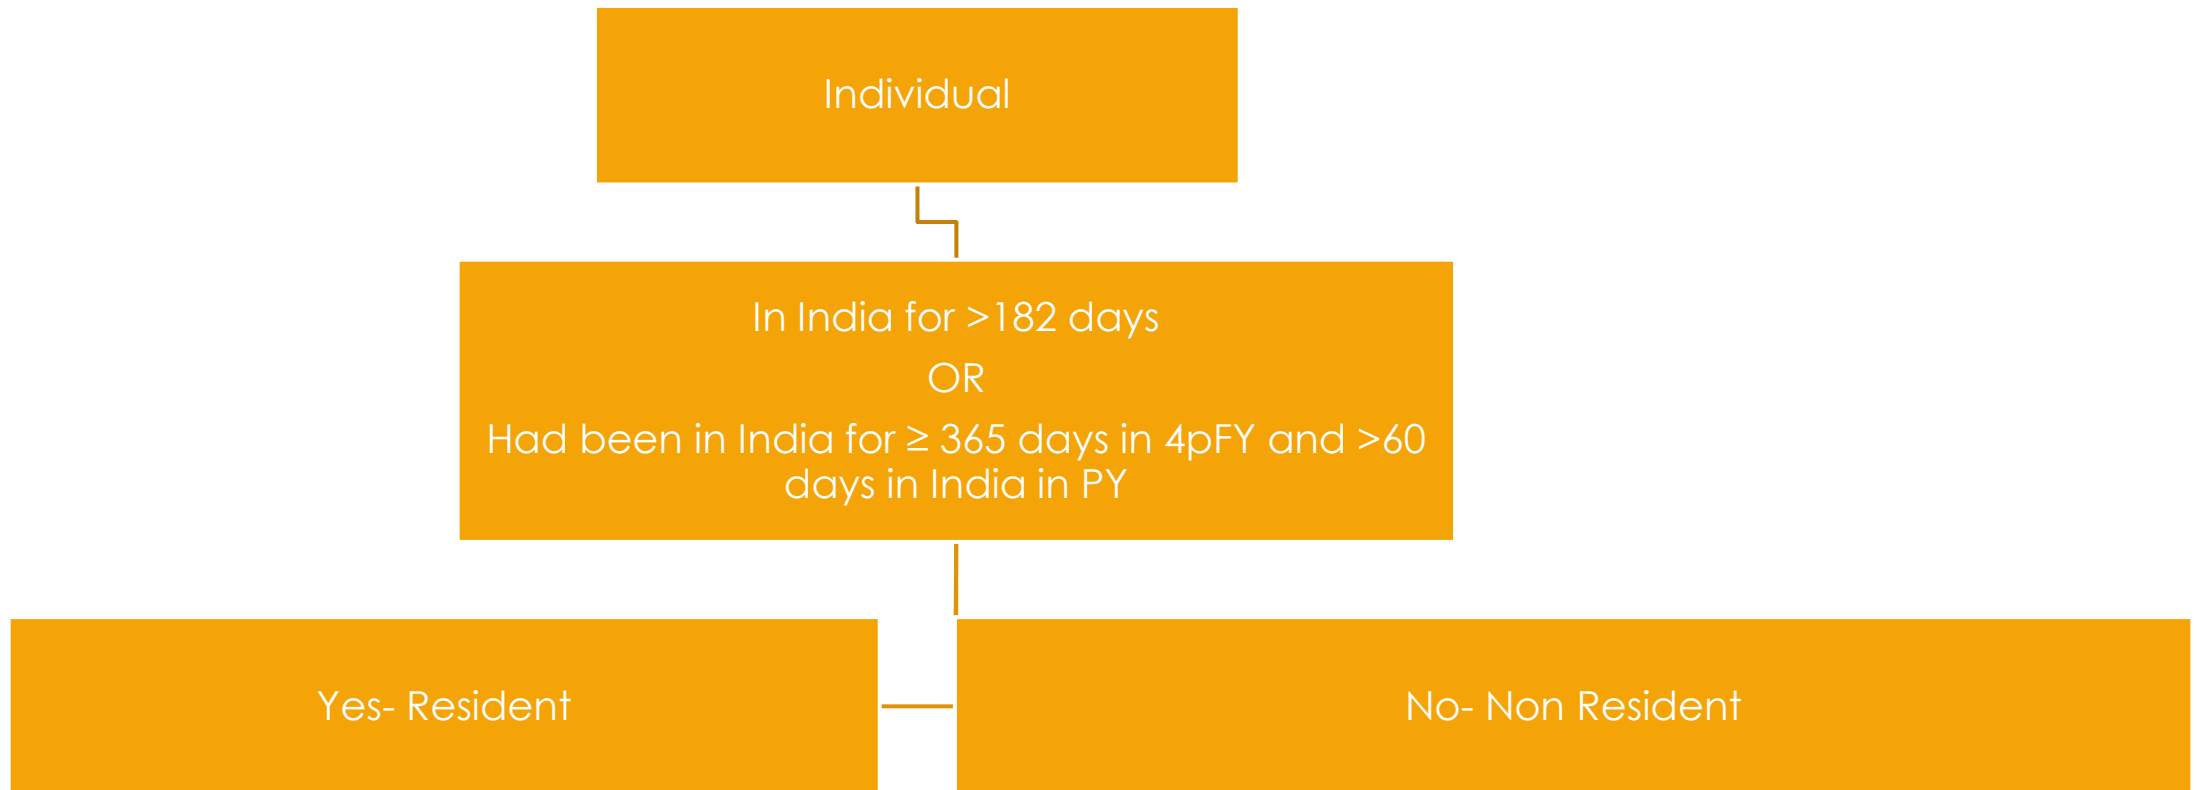 Individual
In India for >182 days
OR
Had been in India for ≥ 365 days in 4pFY and >60
days in India in PY
Yes- Resident
No- Non Resident